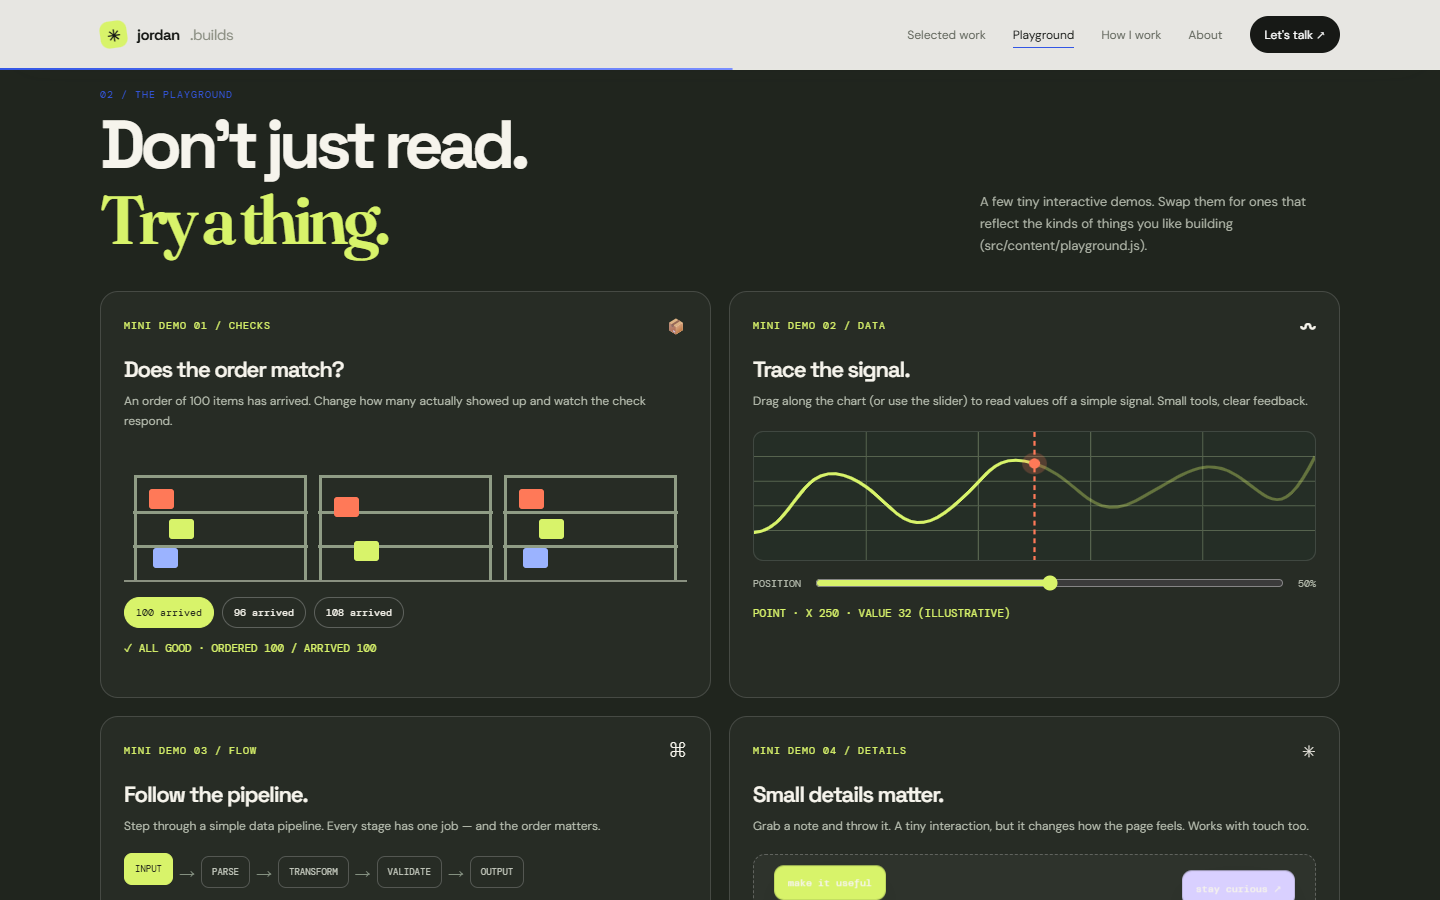 jordan .builds
Selected work
Playground
How I work
About
Let's talk ↗
02 / THE PLAYGROUND
Don't just read.
Try a thing.
A few tiny interactive demos. Swap them for ones that
reflect the kinds of things you like building
(src/content/playground.js).
MINI DEMO 01 / CHECKS
Does the order match?
An order of 100 items has arrived. Change how many actually showed up and watch the check
respond.
100 arrived
96 arrived
108 arrived
✓ ALL GOOD · ORDERED 100 / ARRIVED 100
MINI DEMO 02 / DATA
Trace the signal.
Drag along the chart (or use the slider) to read values off a simple signal. Small tools, clear feedback.
POSITION
50%
POINT · X 250 · VALUE 32 (ILLUSTRATIVE)
MINI DEMO 03 / FLOW
Follow the pipeline.
Step through a simple data pipeline. Every stage has one job — and the order matters.
INPUT → PARSE → TRANSFORM → VALIDATE → OUTPUT
MINI DEMO 04 / DETAILS
Small details matter.
Grab a note and throw it. A tiny interaction, but it changes how the page feels. Works with touch too.
make it useful
stay curious ↗